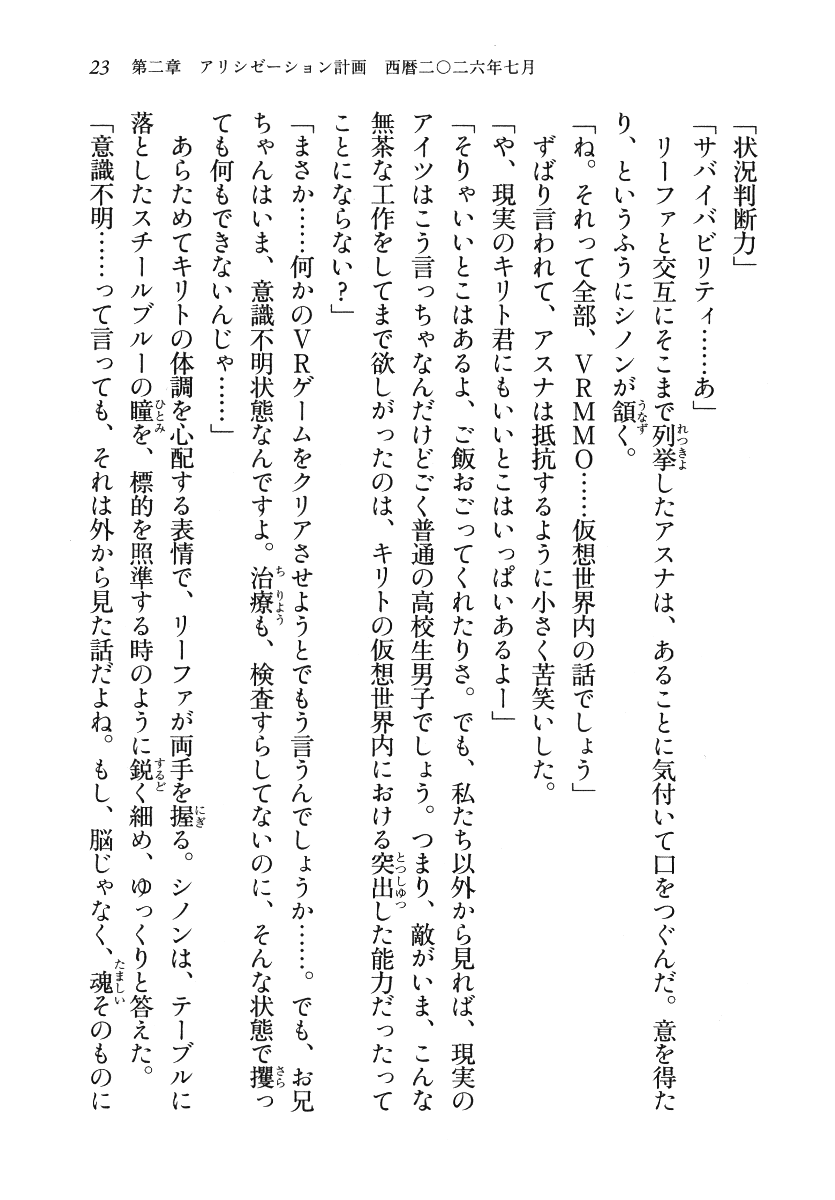 23　第二章　アリシゼーション計画　西暦二〇二六年七月
「状況判断力」
「サバイバビリティ……あ」
　リーファと交互にそこまで列挙したアスナは、あることに気付いて口をつぐんだ。意を得た
り、というふうにシノンが頷く。
「ね。それって全部、ＶＲＭＭＯ……仮想世界内の話でしょう」
　ずばり言われて、アスナは抵抗するように小さく苦笑いした。
「や、現実のキリト君にもいいとこはいっぱいあるよー」
「そりゃいいとこはあるよ、ご飯おごってくれたりさ。でも、私たち以外から見れば、現実の
アイツはこう言っちゃなんだけどごく普通の高校生男子でしょう。つまり、敵がいま、こんな
無茶な工作をしてまで欲しがったのは、キリトの仮想世界内における突出した能力だったって
ことにならない？」
「まさか……何かのＶＲゲームをクリアさせようとでもう言うんでしょうか……。でも、お兄
ちゃんはいま、意識不明状態なんですよ。治療も、検査すらしてないのに、そんな状態で攫っ
ても何もできないんじゃ……」
　あらためてキリトの体調を心配する表情で、リーファが両手を握る。シノンは、テーブルに
落としたスチールブルーの瞳を、標的を照準する時のように鋭く細め、ゆっくりと答えた。
「意識不明……って言っても、それは外から見た話だよね。もし、脳じゃなく、魂そのものに